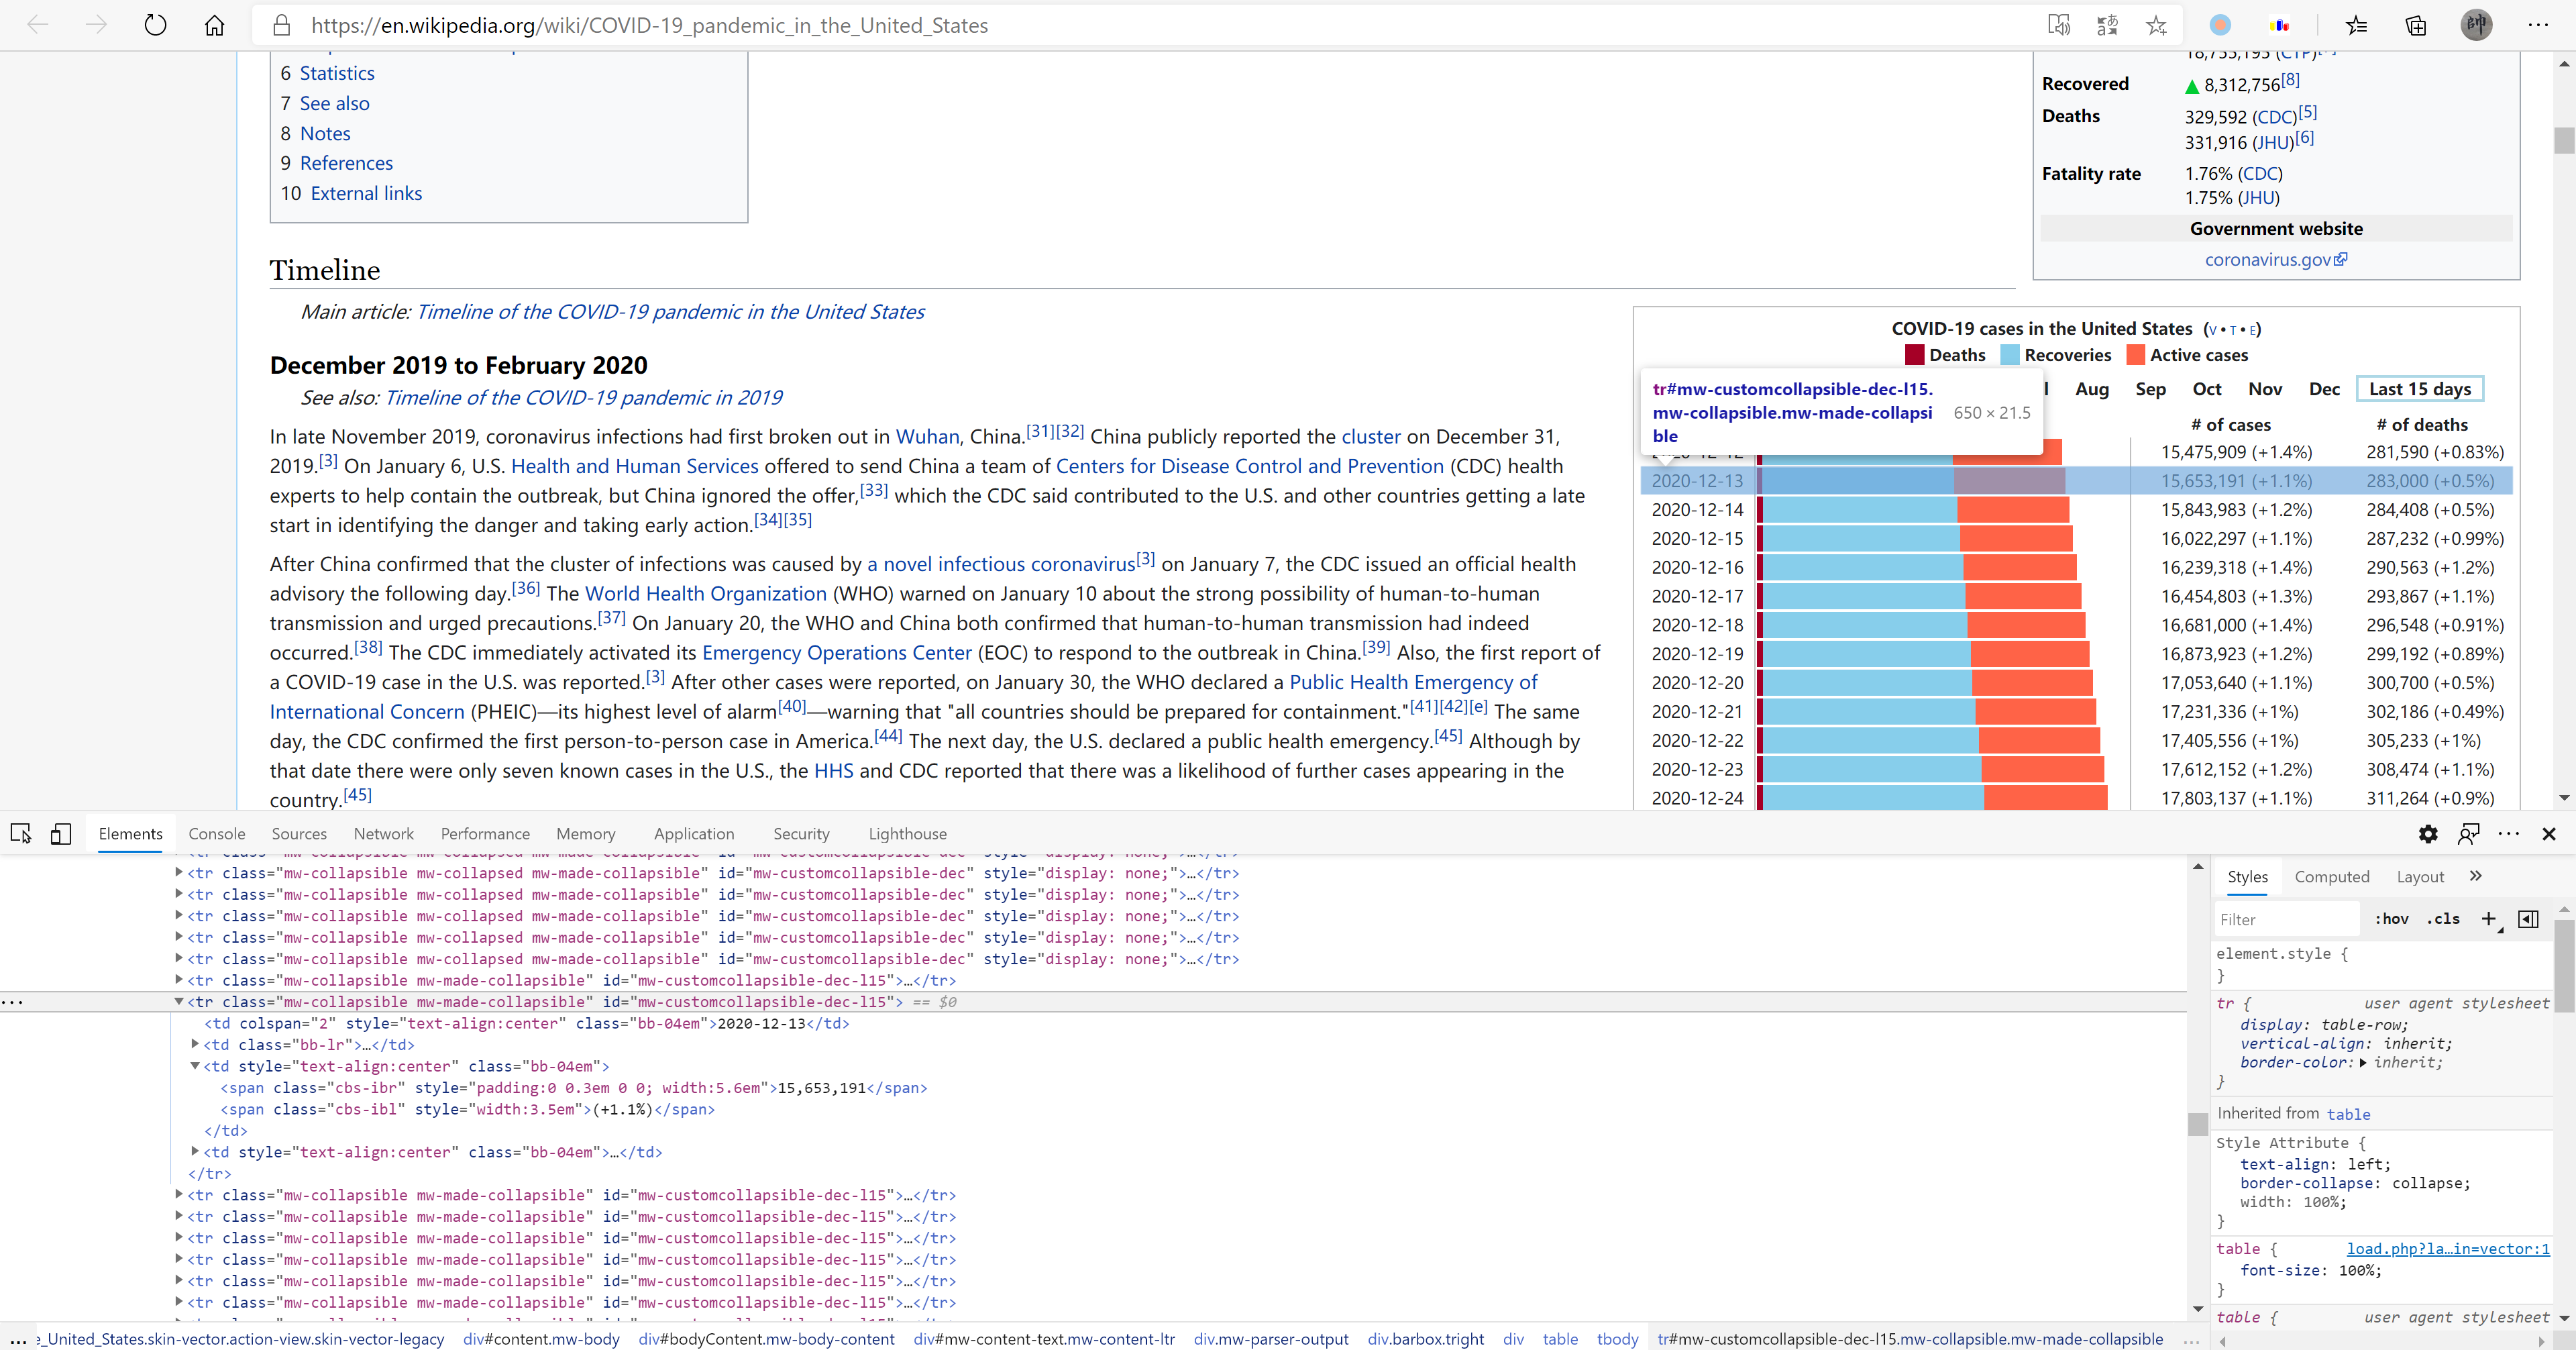 https://en.wikipedia.org/wiki/COVID-19_pandemic_in_the_United_States
6 Statistics
7 See also
8 Notes
9 References
10 External links
18,755,195 (CTP)
Recovered ▲ 8,312,756[8]
Deaths 329,592 (CDC)[5]
331,916 (JHU)[6]
Fatality rate 1.76% (CDC)
1.75% (JHU)
Government website
coronavirus.gov
Timeline
Main article: Timeline of the COVID-19 pandemic in the United States
December 2019 to February 2020
See also: Timeline of the COVID-19 pandemic in 2019
In late November 2019, coronavirus infections had first broken out in Wuhan, China.[31][32] China publicly reported the cluster on December 31,
2019.[3] On January 6, U.S. Health and Human Services offered to send China a team of Centers for Disease Control and Prevention (CDC) health
experts to help contain the outbreak, but China ignored the offer,[33] which the CDC said contributed to the U.S. and other countries getting a late
start in identifying the danger and taking early action.[34][35]
After China confirmed that the cluster of infections was caused by a novel infectious coronavirus[3] on January 7, the CDC issued an official health
advisory the following day.[36] The World Health Organization (WHO) warned on January 10 about the strong possibility of human-to-human
transmission and urged precautions.[37] On January 20, the WHO and China both confirmed that human-to-human transmission had indeed
occurred.[38] The CDC immediately activated its Emergency Operations Center (EOC) to respond to the outbreak in China.[39] Also, the first report of
a COVID-19 case in the U.S. was reported.[3] After other cases were reported, on January 30, the WHO declared a Public Health Emergency of
International Concern (PHEIC)—its highest level of alarm[40]—warning that "all countries should be prepared for containment."[41][42][e] The same
day, the CDC confirmed the first person-to-person case in America.[44] The next day, the U.S. declared a public health emergency.[45] Although by
that date there were only seven known cases in the U.S., the HHS and CDC reported that there was a likelihood of further cases appearing in the
country.[45]
COVID-19 cases in the United States (V • T • E)
Deaths Recoveries Active cases
l Aug Sep Oct Nov Dec Last 15 days
tr#mw-customcollapsible-dec-l15.
mw-collapsible.mw-made-collapsi
ble
650 × 21.5
# of cases # of deaths
2020-12-12 15,475,909 (+1.4%) 281,590 (+0.83%)
2020-12-13 15,653,191 (+1.1%) 283,000 (+0.5%)
2020-12-14 15,843,983 (+1.2%) 284,408 (+0.5%)
2020-12-15 16,022,297 (+1.1%) 287,232 (+0.99%)
2020-12-16 16,239,318 (+1.4%) 290,563 (+1.2%)
2020-12-17 16,454,803 (+1.3%) 293,867 (+1.1%)
2020-12-18 16,681,000 (+1.4%) 296,548 (+0.91%)
2020-12-19 16,873,923 (+1.2%) 299,192 (+0.89%)
2020-12-20 17,053,640 (+1.1%) 300,700 (+0.5%)
2020-12-21 17,231,336 (+1%) 302,186 (+0.49%)
2020-12-22 17,405,556 (+1%) 305,233 (+1%)
2020-12-23 17,612,152 (+1.2%) 308,474 (+1.1%)
2020-12-24 17,803,137 (+1.1%) 311,264 (+0.9%)
Elements Console Sources Network Performance Memory Application Security Lighthouse
<tr class="mw-collapsible mw-collapsed mw-made-collapsible" id="mw-customcollapsible-dec" style="display: none;">…</tr>
<tr class="mw-collapsible mw-collapsed mw-made-collapsible" id="mw-customcollapsible-dec" style="display: none;">…</tr>
<tr class="mw-collapsible mw-collapsed mw-made-collapsible" id="mw-customcollapsible-dec" style="display: none;">…</tr>
<tr class="mw-collapsible mw-collapsed mw-made-collapsible" id="mw-customcollapsible-dec" style="display: none;">…</tr>
<tr class="mw-collapsible mw-collapsed mw-made-collapsible" id="mw-customcollapsible-dec" style="display: none;">…</tr>
<tr class="mw-collapsible mw-collapsed mw-made-collapsible" id="mw-customcollapsible-dec" style="display: none;">…</tr>
<tr class="mw-collapsible mw-made-collapsible" id="mw-customcollapsible-dec-l15">…</tr>
<tr class="mw-collapsible mw-made-collapsible" id="mw-customcollapsible-dec-l15"> == $0
<td colspan="2" style="text-align:center" class="bb-04em">2020-12-13</td>
<td class="bb-lr">…</td>
<td style="text-align:center" class="bb-04em">
<span class="cbs-ibr" style="padding:0 0.3em 0 0; width:5.6em">15,653,191</span>
<span class="cbs-ibl" style="width:3.5em">(+1.1%)</span>
</td>
<td style="text-align:center" class="bb-04em">…</td>
</tr>
<tr class="mw-collapsible mw-made-collapsible" id="mw-customcollapsible-dec-l15">…</tr>
<tr class="mw-collapsible mw-made-collapsible" id="mw-customcollapsible-dec-l15">…</tr>
<tr class="mw-collapsible mw-made-collapsible" id="mw-customcollapsible-dec-l15">…</tr>
<tr class="mw-collapsible mw-made-collapsible" id="mw-customcollapsible-dec-l15">…</tr>
<tr class="mw-collapsible mw-made-collapsible" id="mw-customcollapsible-dec-l15">…</tr>
<tr class="mw-collapsible mw-made-collapsible" id="mw-customcollapsible-dec-l15">…</tr>
Styles Computed Layout
Filter :hov .cls
element.style {
}
tr { user agent stylesheet
display: table-row;
vertical-align: inherit;
border-color: inherit;
}
Inherited from table
Style Attribute {
text-align: left;
border-collapse: collapse;
width: 100%;
}
table { load.php?la…in=vector:1
font-size: 100%;
}
table { user agent stylesheet
... e_United_States.skin-vector.action-view.skin-vector-legacy div#content.mw-body div#bodyContent.mw-body-content div#mw-content-text.mw-content-ltr div.mw-parser-output div.barbox.tright div table tbody tr#mw-customcollapsible-dec-l15.mw-collapsible.mw-made-collapsible ...